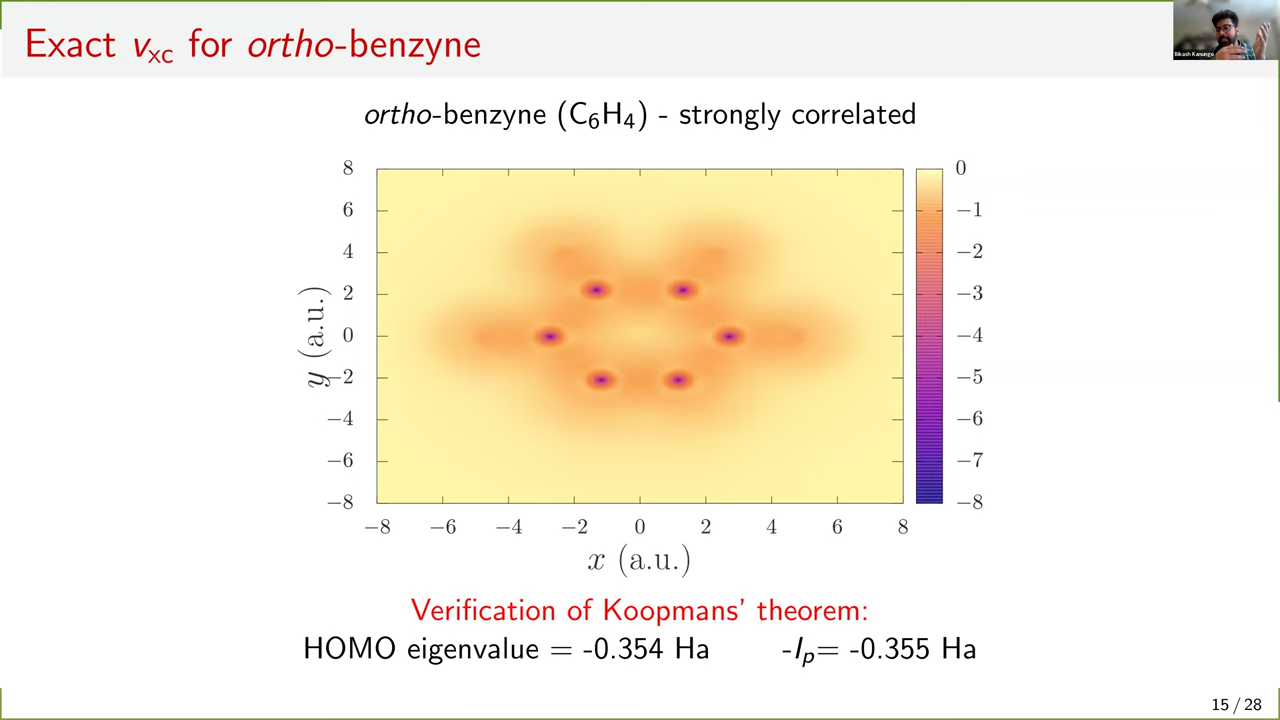 Exact vxc for ortho-benzyne
Bikash Kanungo
ortho-benzyne (C6H4) - strongly correlated
8
6
4
2
0
−2
−4
−6
−8
y (a.u.)
−8 −6 −4 −2 0 2 4 6 8
x (a.u.)
0
−1
−2
−3
−4
−5
−6
−7
−8
Verification of Koopmans’ theorem:
HOMO eigenvalue = -0.354 Ha -Ip= -0.355 Ha
15 / 28